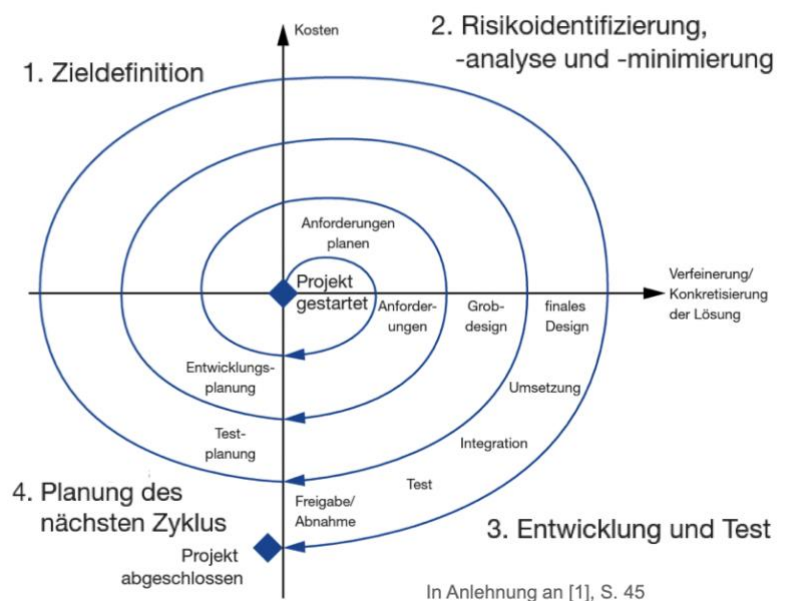 Kosten
2. Risikoidentifizierung,
-analyse und -minimierung
1. Zieldefinition
Anforderungen
planen
Projekt
gestartet
Anforder-
ungen
Grob-
design
finales
Design
Verfeinerung/
Konkretisierung
der Lösung
Entwicklungs-
planung
Umsetzung
Test-
planung
Integration
Test
4. Planung des
nächsten Zyklus
Freigabe/
Abnahme
3. Entwicklung und Test
Projekt
abgeschlossen
In Anlehnung an [1], S. 45